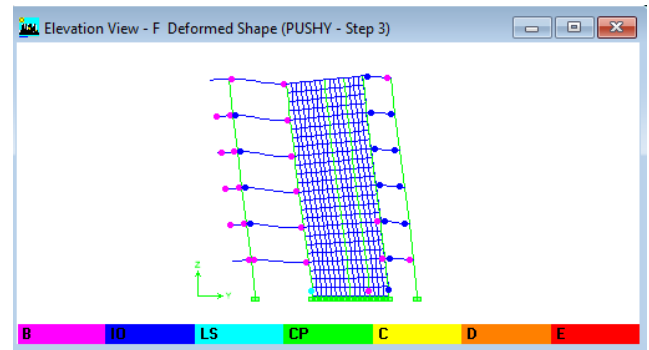 Elevation View - F Deformed Shape (PUSHY - Step 3)
Z
Y
B IO LS CP C D E